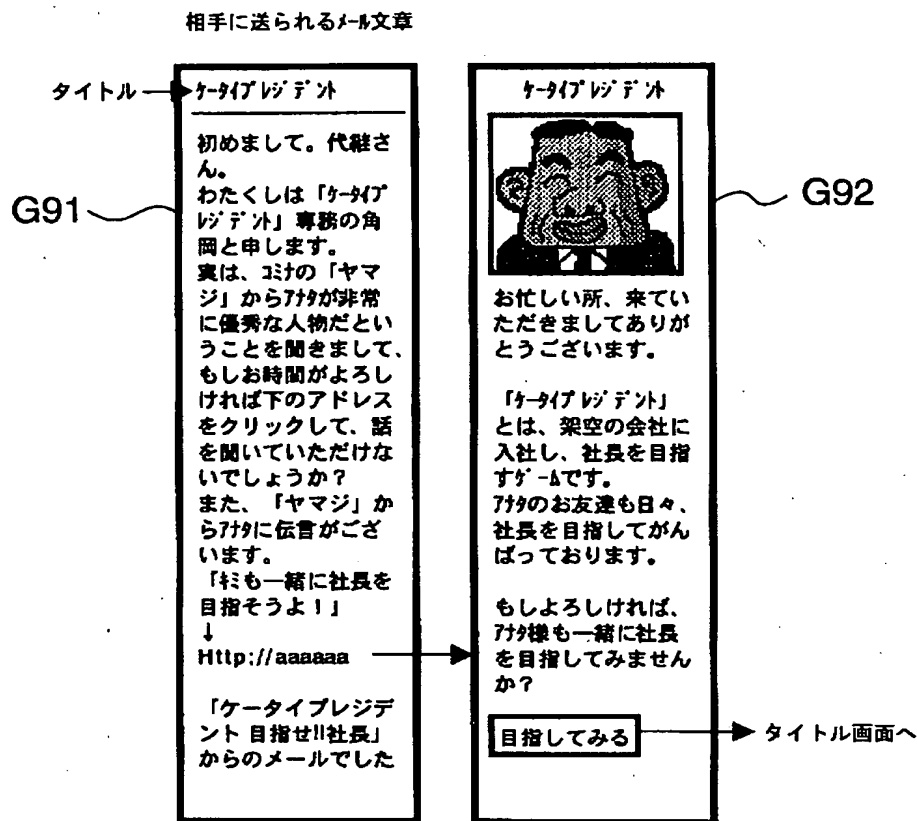 相手に送られるﾒｰﾙ文章
タイトル
ｹｰﾀｲﾌﾟﾚｼﾞﾃﾞﾝﾄ
初めまして。代継さ
ん。
わたくしは「ｹｰﾀｲﾌﾟ
ﾚｼﾞﾃﾞﾝﾄ」専務の角
岡と申します。
実は、ｺﾐﾅの「ヤマ
ジ」からｱﾅﾀが非常
に優秀な人物だとい
うことを聞きまして、
もしお時間がよろし
ければ下のアドレス
をクリックして、話
を聞いていただけな
いでしょうか？
また、「ヤマジ」か
らｱﾅﾀに伝言がござ
います。
「ｷﾐも一緒に社長を
目指そうよ！」
↓
Http://aaaaaa
「ケータイプレジデ
ント 目指せ!!社長」
からのメールでした
G91
ｹｰﾀｲﾌﾟﾚｼﾞﾃﾞﾝﾄ
お忙しい所、来てい
ただきましてありが
とうございます。
「ｹｰﾀｲﾌﾟﾚｼﾞﾃﾞﾝﾄ」
とは、架空の会社に
入社し、社長を目指
すｹﾞｰﾑです。
ｱﾅﾀのお友達も日々、
社長を目指してがん
ばっております。
もしよろしければ、
ｱﾅﾀ様も一緒に社長
を目指してみません
か？
目指してみる
G92
タイトル画面へ